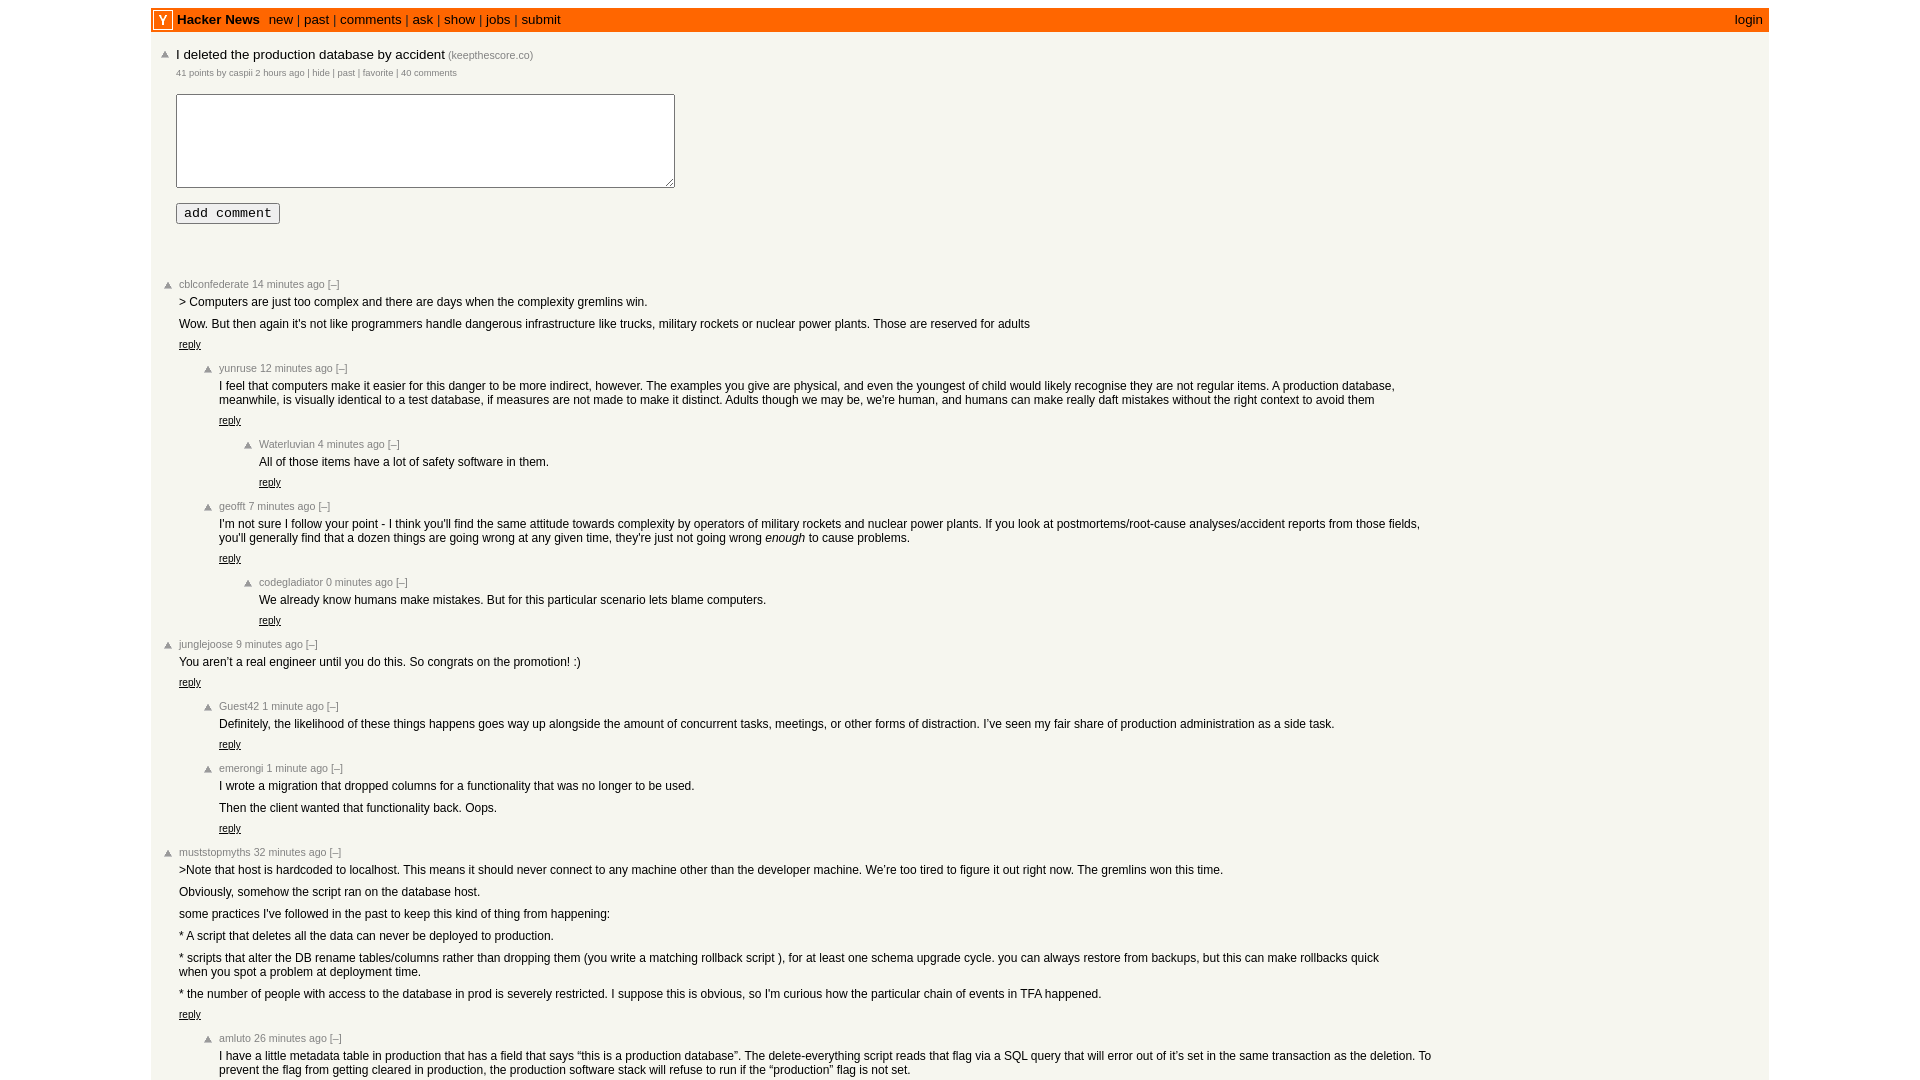 Y Hacker News new | past | comments | ask | show | jobs | submit login
I deleted the production database by accident (keepthescore.co)
41 points by caspii 2 hours ago | hide | past | favorite | 40 comments
add comment
cblconfederate 14 minutes ago [–]
> Computers are just too complex and there are days when the complexity gremlins win.
Wow. But then again it's not like programmers handle dangerous infrastructure like trucks, military rockets or nuclear power plants. Those are reserved for adults
reply
yunruse 12 minutes ago [–]
I feel that computers make it easier for this danger to be more indirect, however. The examples you give are physical, and even the youngest of child would likely recognise they are not regular items. A production database,
meanwhile, is visually identical to a test database, if measures are not made to make it distinct. Adults though we may be, we're human, and humans can make really daft mistakes without the right context to avoid them
reply
Waterluvian 4 minutes ago [–]
All of those items have a lot of safety software in them.
reply
geofft 7 minutes ago [–]
I'm not sure I follow your point - I think you'll find the same attitude towards complexity by operators of military rockets and nuclear power plants. If you look at postmortems/root-cause analyses/accident reports from those fields,
you'll generally find that a dozen things are going wrong at any given time, they're just not going wrong enough to cause problems.
reply
codegladiator 0 minutes ago [–]
We already know humans make mistakes. But for this particular scenario lets blame computers.
reply
junglejoose 9 minutes ago [–]
You aren’t a real engineer until you do this. So congrats on the promotion! :)
reply
Guest42 1 minute ago [–]
Definitely, the likelihood of these things happens goes way up alongside the amount of concurrent tasks, meetings, or other forms of distraction. I’ve seen my fair share of production administration as a side task.
reply
emerongi 1 minute ago [–]
I wrote a migration that dropped columns for a functionality that was no longer to be used.
Then the client wanted that functionality back. Oops.
reply
muststopmyths 32 minutes ago [–]
>Note that host is hardcoded to localhost. This means it should never connect to any machine other than the developer machine. We’re too tired to figure it out right now. The gremlins won this time.
Obviously, somehow the script ran on the database host.
some practices I've followed in the past to keep this kind of thing from happening:
* A script that deletes all the data can never be deployed to production.
* scripts that alter the DB rename tables/columns rather than dropping them (you write a matching rollback script ), for at least one schema upgrade cycle. you can always restore from backups, but this can make rollbacks quick
when you spot a problem at deployment time.
* the number of people with access to the database in prod is severely restricted. I suppose this is obvious, so I'm curious how the particular chain of events in TFA happened.
reply
amluto 26 minutes ago [–]
I have a little metadata table in production that has a field that says “this is a production database”. The delete-everything script reads that flag via a SQL query that will error out of it’s set in the same transaction as the deletion. To
prevent the flag from getting cleared in production, the production software stack will refuse to run if the “production” flag is not set.